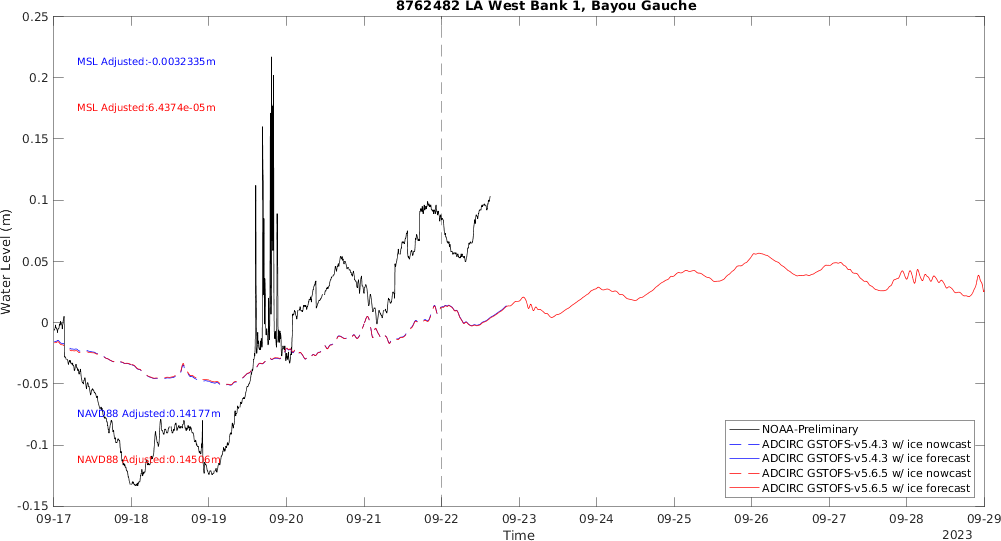 8762482 LA West Bank 1, Bayou Gauche
0.25
0.2
0.15
0.1
0.05
0
-0.05
-0.1
-0.15
Water Level (m)
MSL Adjusted:-0.0032335m
MSL Adjusted:6.4374e-05m
NAVD88 Adjusted:0.14177m
NAVD88 Adjusted:0.14506m
NOAA-Preliminary
ADCIRC GSTOFS-v5.4.3 w/ ice nowcast
ADCIRC GSTOFS-v5.4.3 w/ ice forecast
ADCIRC GSTOFS-v5.6.5 w/ ice nowcast
ADCIRC GSTOFS-v5.6.5 w/ ice forecast
09-17 09-18 09-19 09-20 09-21 09-22 09-23 09-24 09-25 09-26 09-27 09-28 09-29
2023
Time